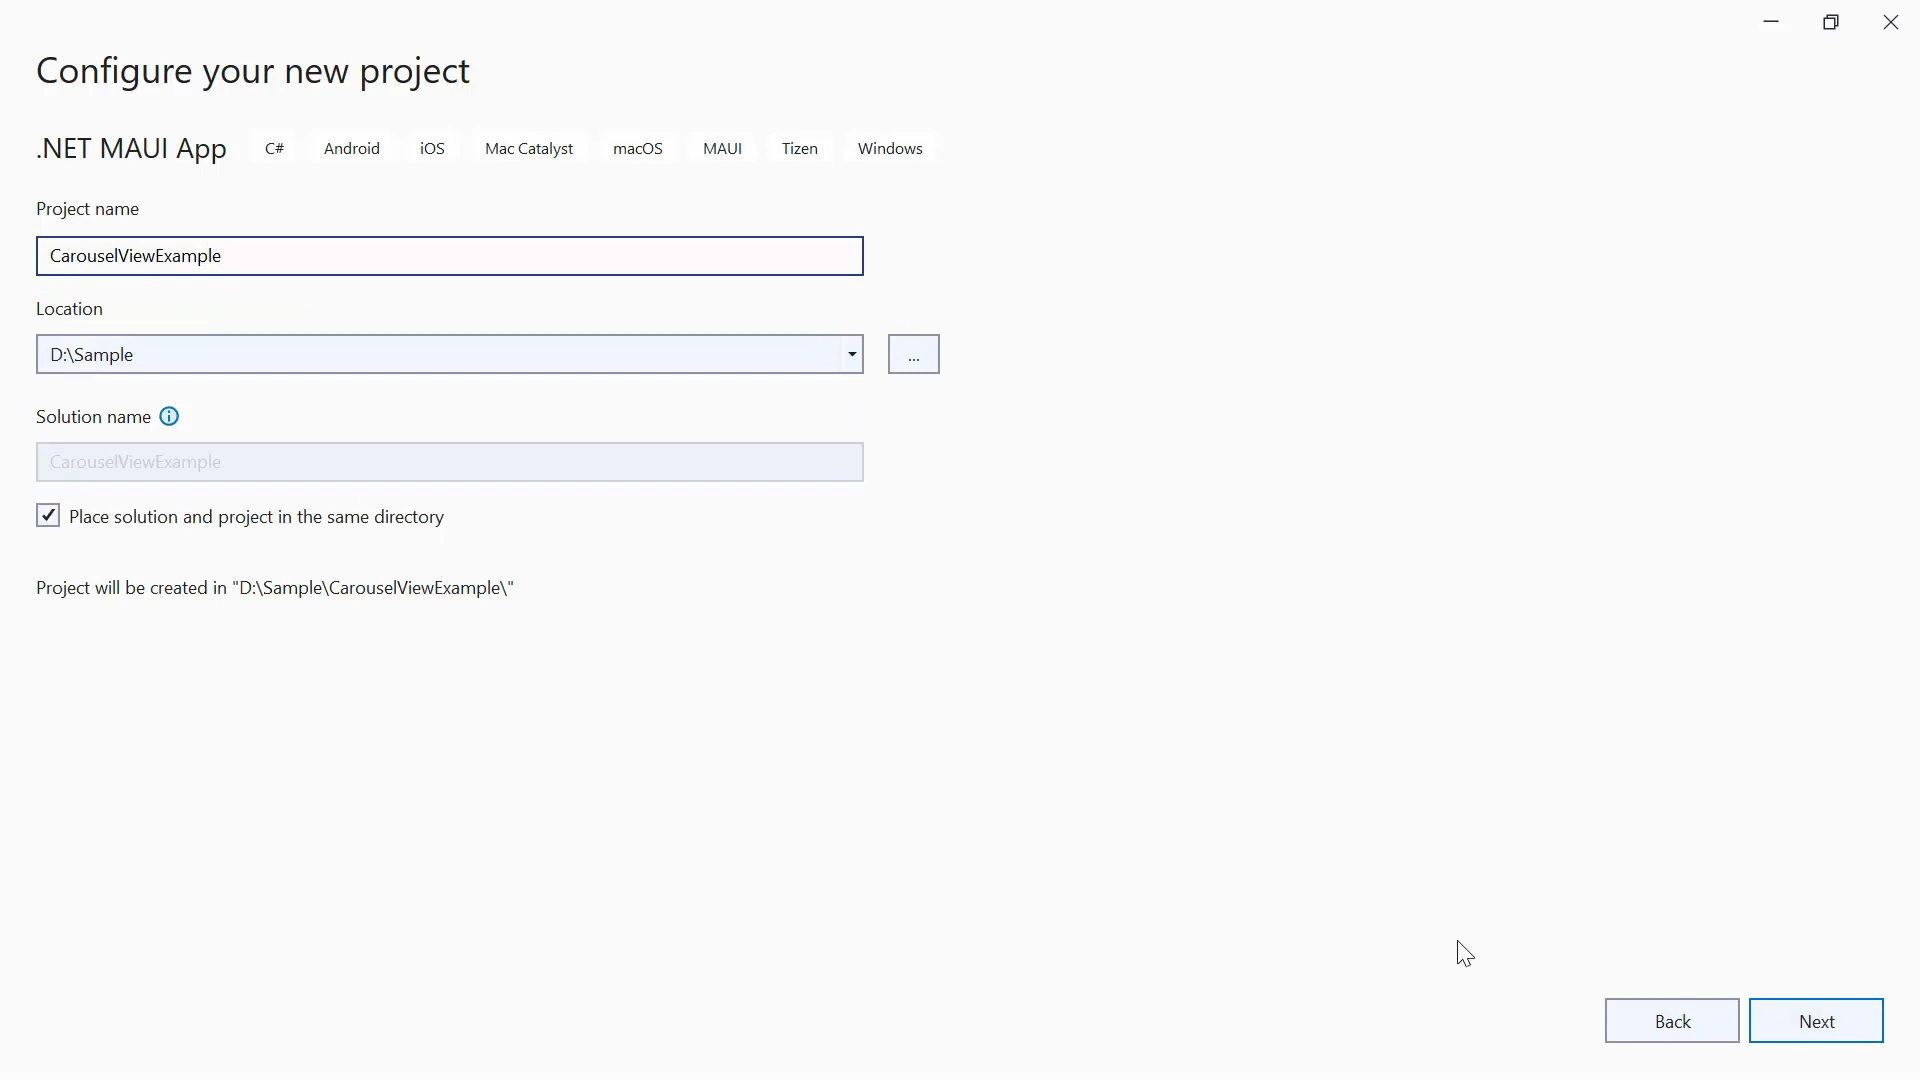 Configure your new project
.NET MAUI App C# Android iOS Mac Catalyst macOS MAUI Tizen Windows
Project name
CarouselViewExample
Location
D:\Sample
...
Solution name
CarouselViewExample
Place solution and project in the same directory
Project will be created in "D:\Sample\CarouselViewExample\"
Back Next